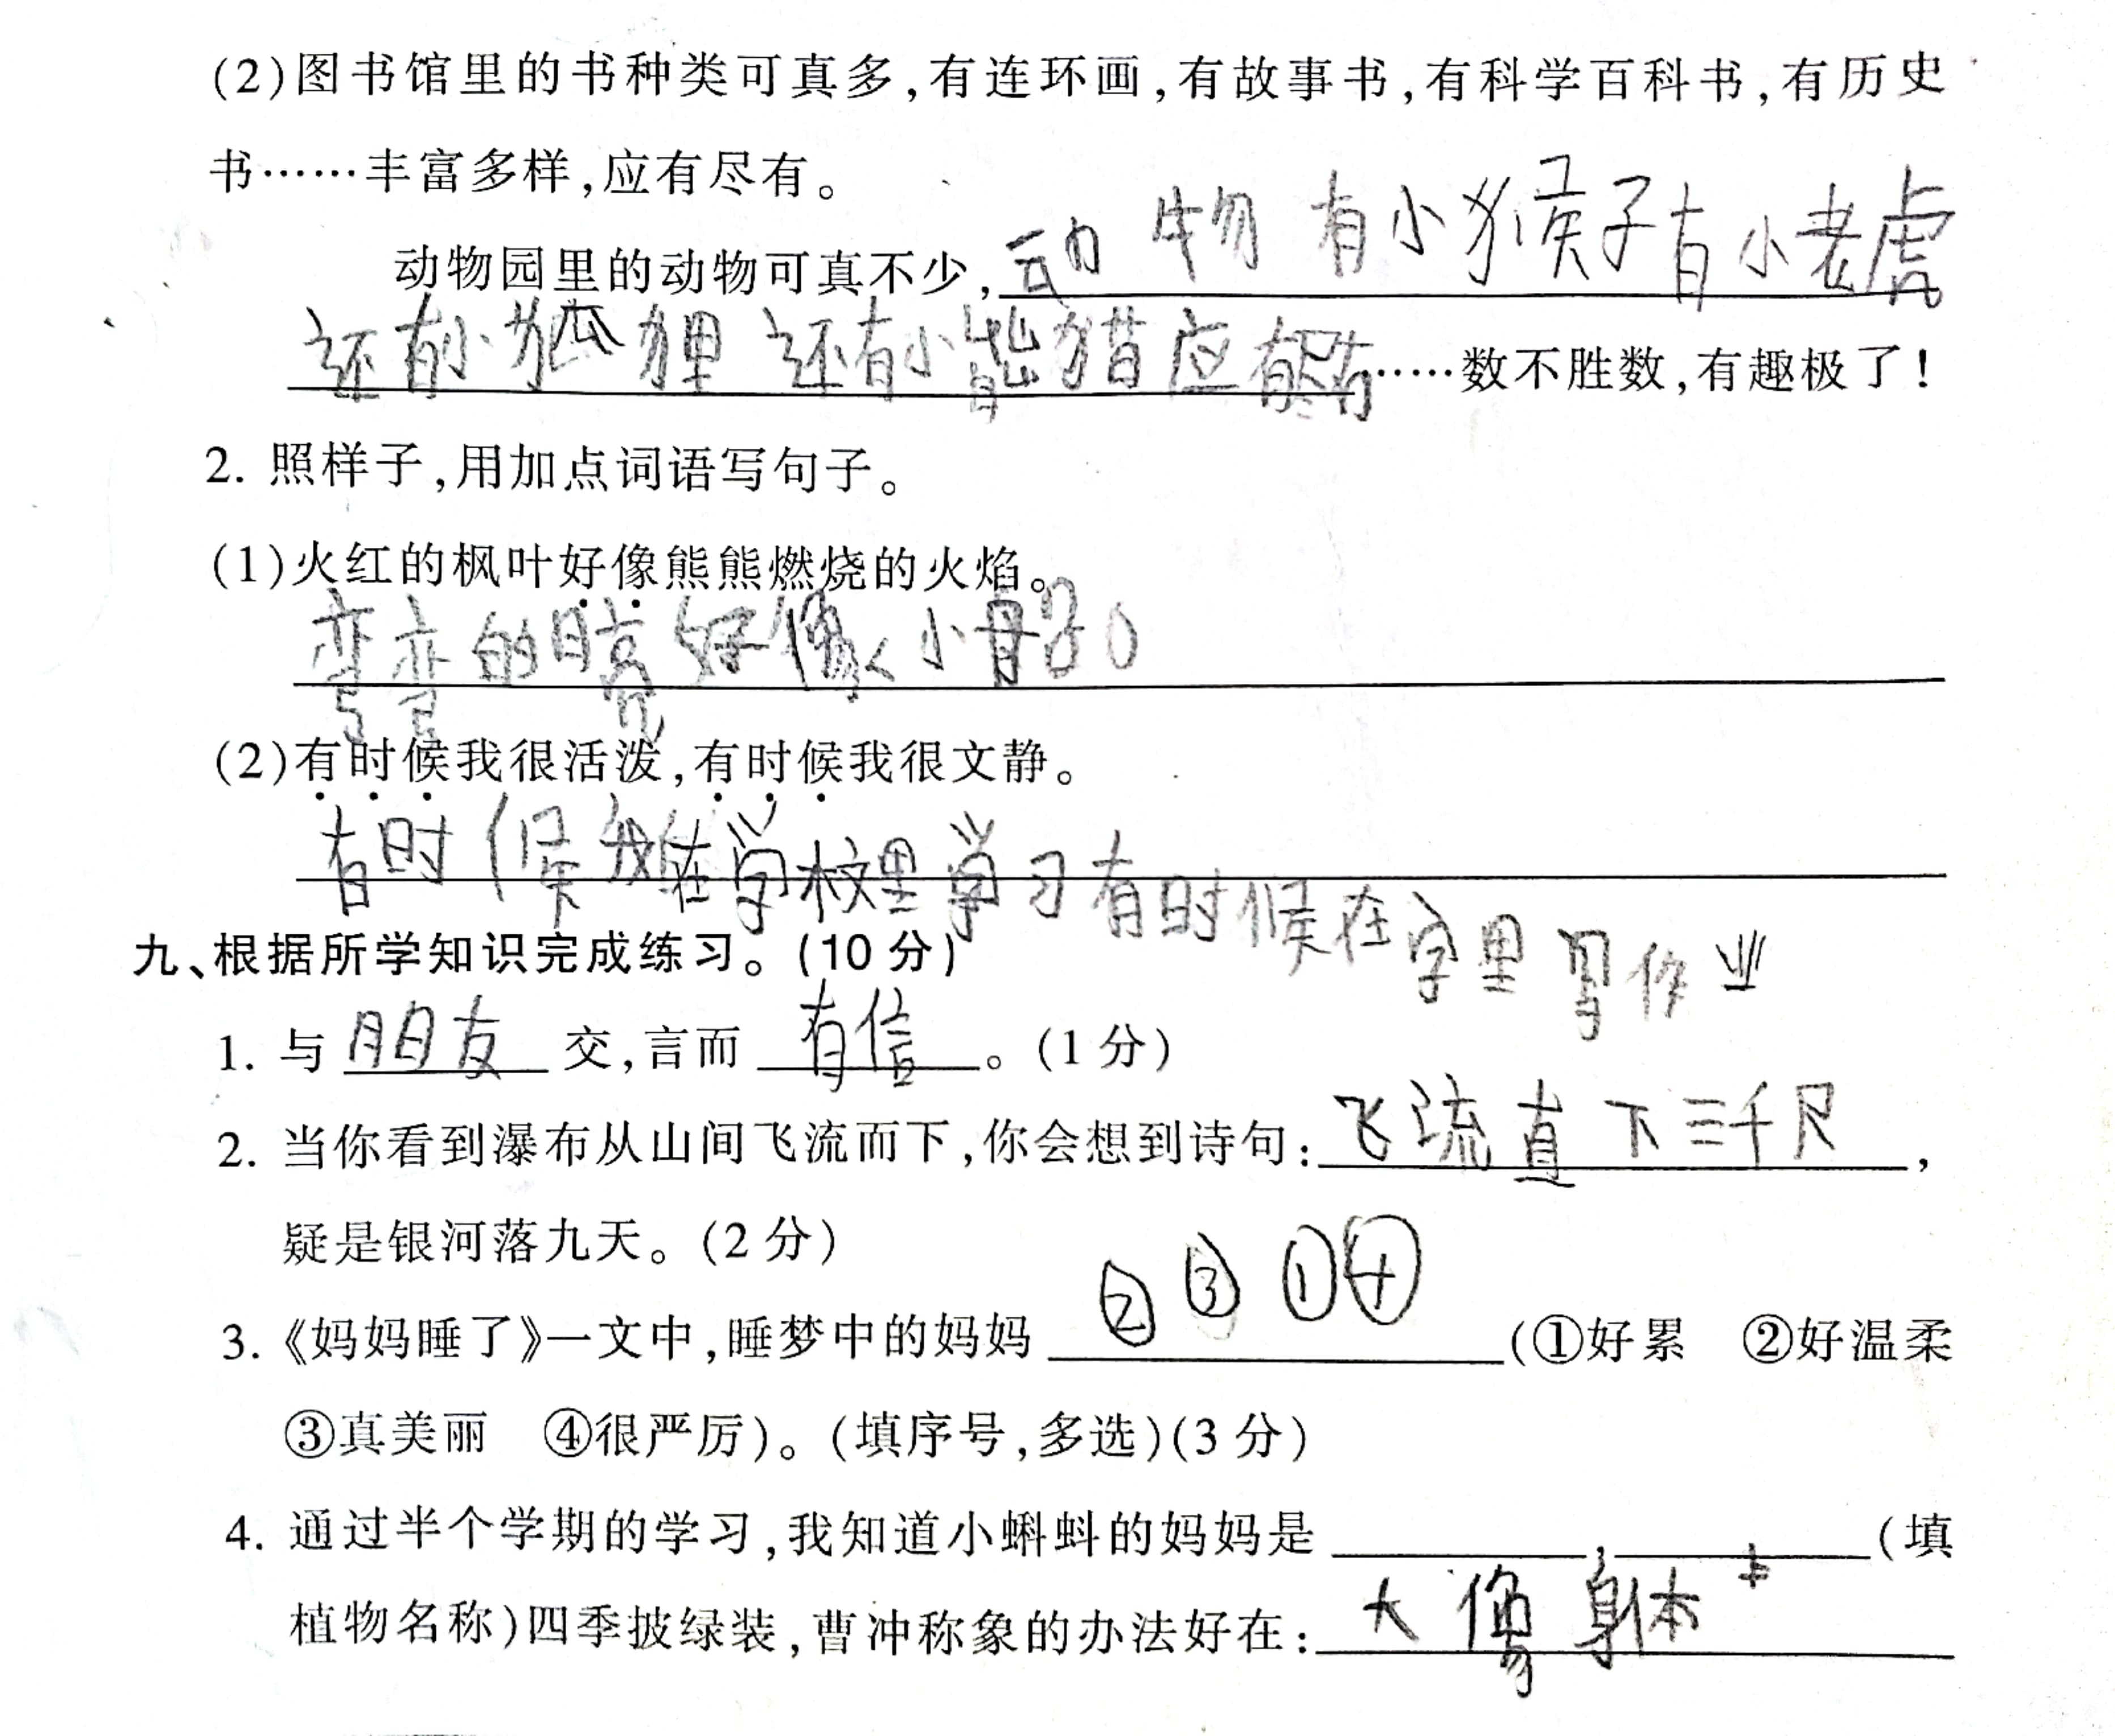 (2)图书馆里的书种类可真多,有连环画,有故事书,有科学百科书,有历史
书……丰富多样,应有尽有。
动物园里的动物可真不少,动物有小猴子有小老虎
还有小狐狸还有小熊猫应有尽有……数不胜数,有趣极了!
2. 照样子,用加点词语写句子。
(1)火红的枫叶好像熊熊燃烧的火焰。
弯弯的月亮好像小船。
(2)有时候我很活泼,有时候我很文静。
有时候我在学校里学习有时候在字里写作业
九、根据所学知识完成练习。(10 分)
1. 与 朋友 交,言而 有信 。(1 分)
2. 当你看到瀑布从山间飞流而下,你会想到诗句:飞流直下三千尺,
疑是银河落九天。(2 分)
3.《妈妈睡了》一文中,睡梦中的妈妈 ②③①④ (①好累 ②好温柔
③真美丽 ④很严厉)。(填序号,多选)(3 分)
4. 通过半个学期的学习,我知道小蝌蚪的妈妈是 , (填
植物名称)四季披绿装,曹冲称象的办法好在:大像身体